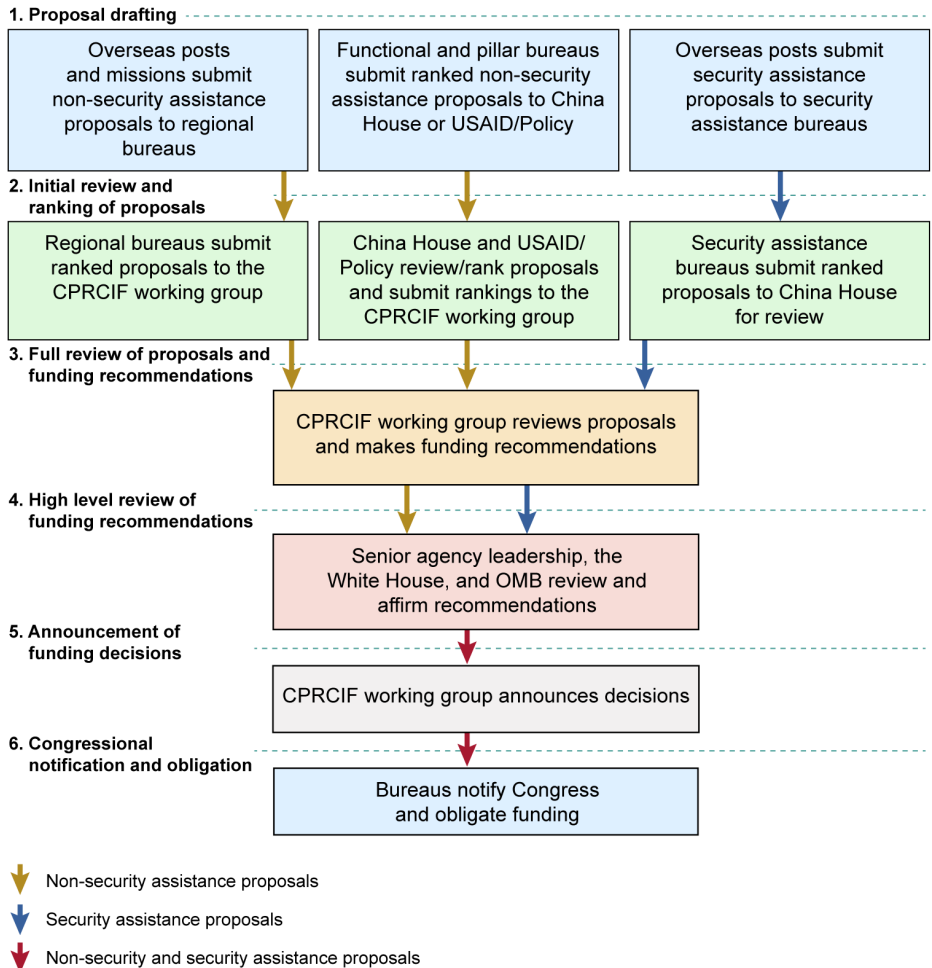 1. Proposal drafting
Overseas posts
and missions submit
non-security assistance
proposals to regional
bureaus
Functional and pillar bureaus
submit ranked non-security
assistance proposals to China
House or USAID/Policy
Overseas posts submit
security assistance
proposals to security
assistance bureaus
2. Initial review and
ranking of proposals
Regional bureaus submit
ranked proposals to the
CPRCIF working group
China House and USAID/
Policy review/rank proposals
and submit rankings to the
CPRCIF working group
Security assistance
bureaus submit ranked
proposals to China House
for review
3. Full review of proposals and
funding recommendations
CPRCIF working group reviews proposals
and makes funding recommendations
4. High level review of
funding recommendations
Senior agency leadership, the
White House, and OMB review and
affirm recommendations
5. Announcement of
funding decisions
CPRCIF working group announces decisions
6. Congressional
notification and obligation
Bureaus notify Congress
and obligate funding
Non-security assistance proposals
Security assistance proposals
Non-security and security assistance proposals